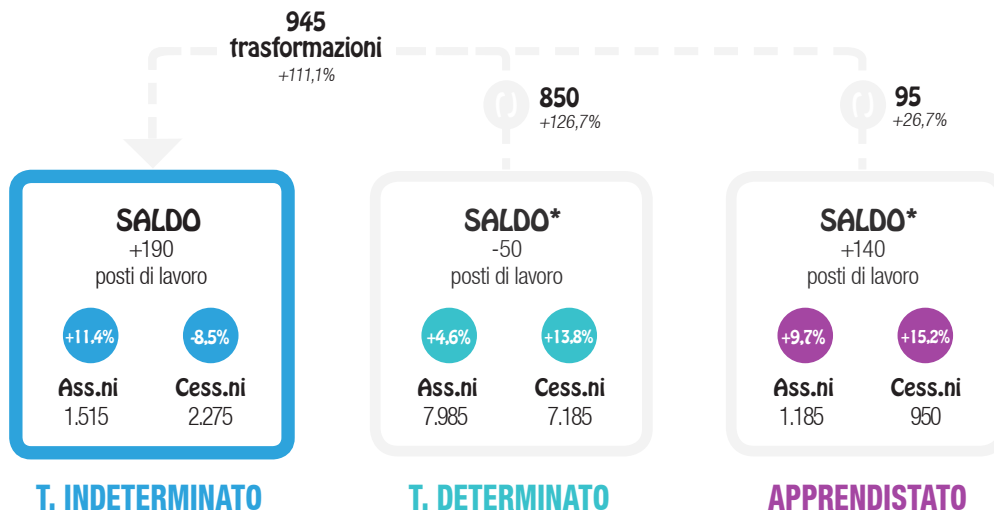 945
trasformazioni
+111,1%
850
+126,7%
95
+26,7%
SALDO
+190
posti di lavoro
+11,4%
-8,5%
Ass.ni
Cess.ni
1.515
2.275
T. INDETERMINATO
SALDO*
-50
posti di lavoro
+4,6%
+13,8%
Ass.ni
Cess.ni
7.985
7.185
T. DETERMINATO
SALDO*
+140
posti di lavoro
+9,7%
+15,2%
Ass.ni
Cess.ni
1.185
950
APPRENDISTATO